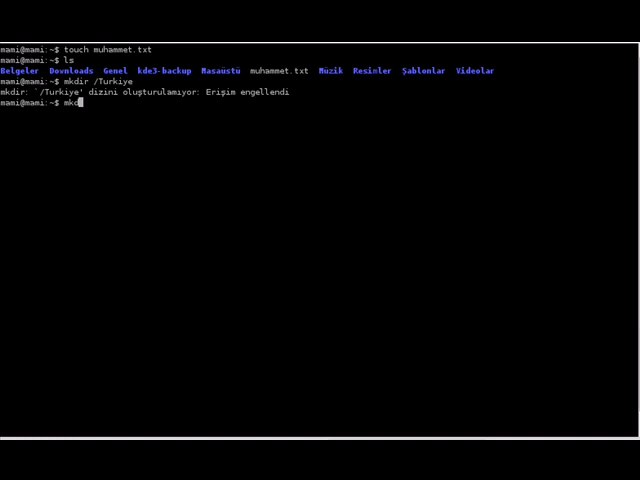 mami@mami:~$ touch muhammet.txt
mami@mami:~$ ls
Belgeler Downloads Genel kde3-backup Masaüstü muhammet.txt Müzik Resimler Şablonlar Videolar
mami@mami:~$ mkdir /Turkiye
mkdir: `/Turkiye' dizini oluşturulamıyor: Erişim engellendi
mami@mami:~$ mkd